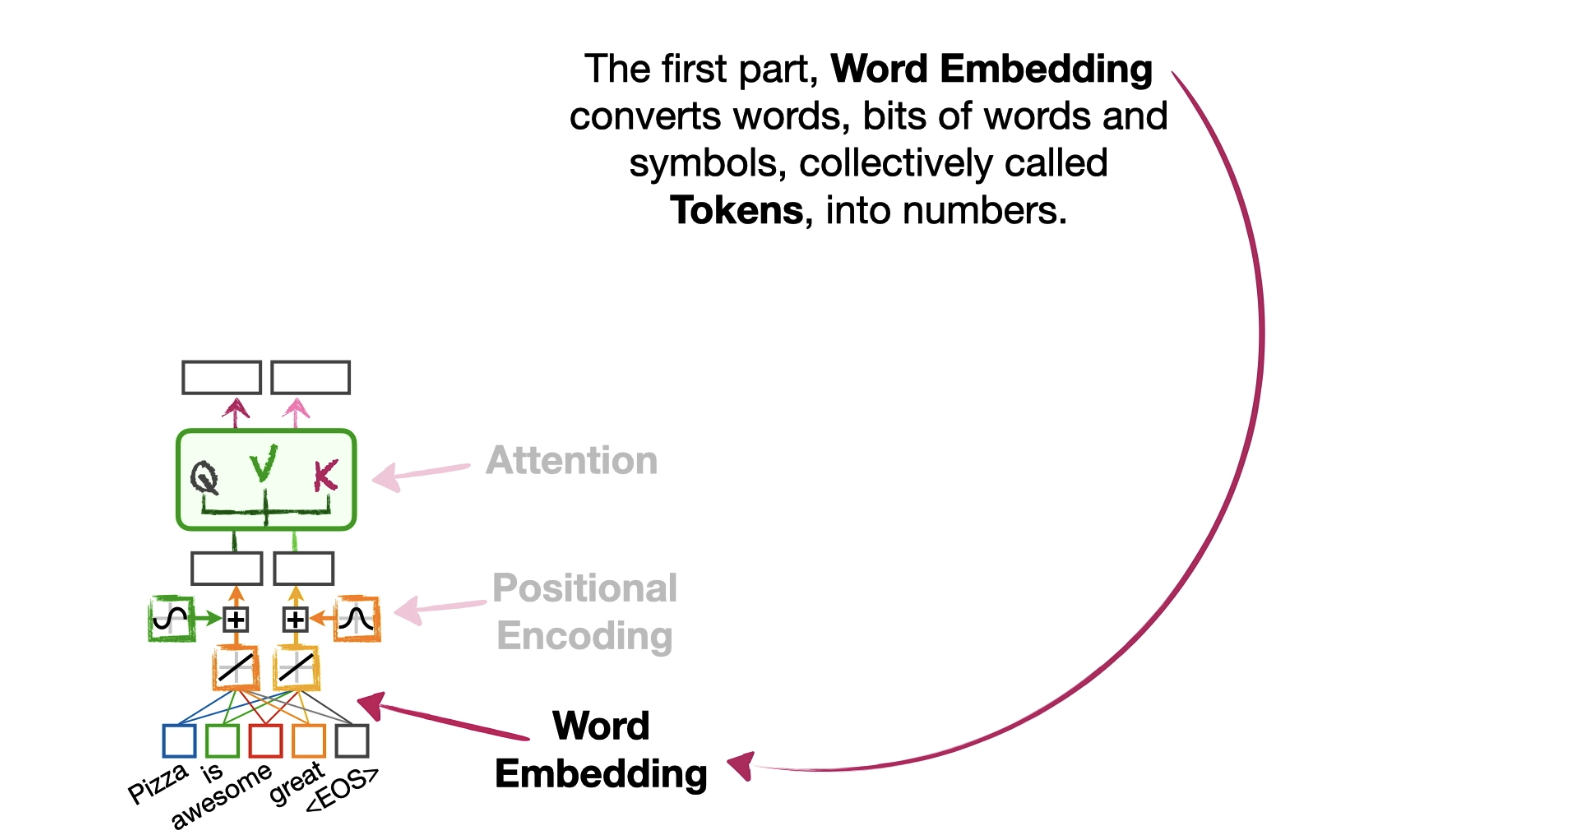 The first part, Word Embedding
converts words, bits of words and
symbols, collectively called
Tokens, into numbers.
Q V K
Attention
Positional
Encoding
Word
Embedding
Pizza
is
awesome
great
<EOS>